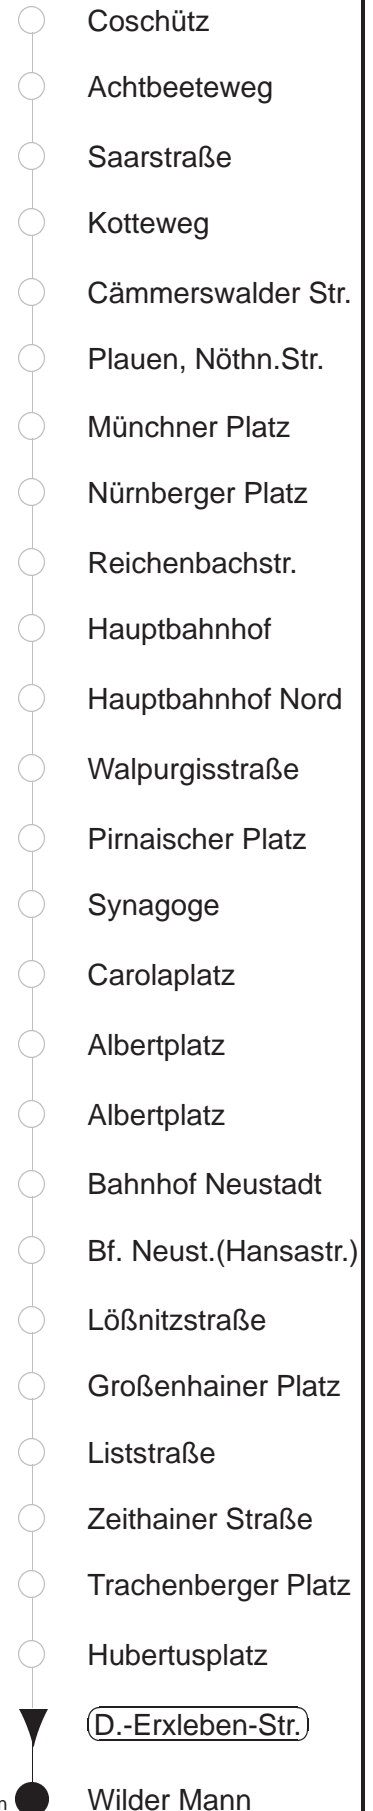 Coschütz
Achtbeeteweg
Saarstraße
Kotteweg
Cämmerswalder Str.
Plauen, Nöthn.Str.
Münchner Platz
Nürnberger Platz
Reichenbachstr.
Hauptbahnhof
Hauptbahnhof Nord
Walpurgisstraße
Pirnaischer Platz
Synagoge
Carolaplatz
Albertplatz
Albertplatz
Bahnhof Neustadt
Bf. Neust.(Hansastr.)
Lößnitzstraße
Großenhainer Platz
Liststraße
Zeithainer Straße
Trachenberger Platz
Hubertusplatz
D.-Erxleben-Str.
Wilder Mann